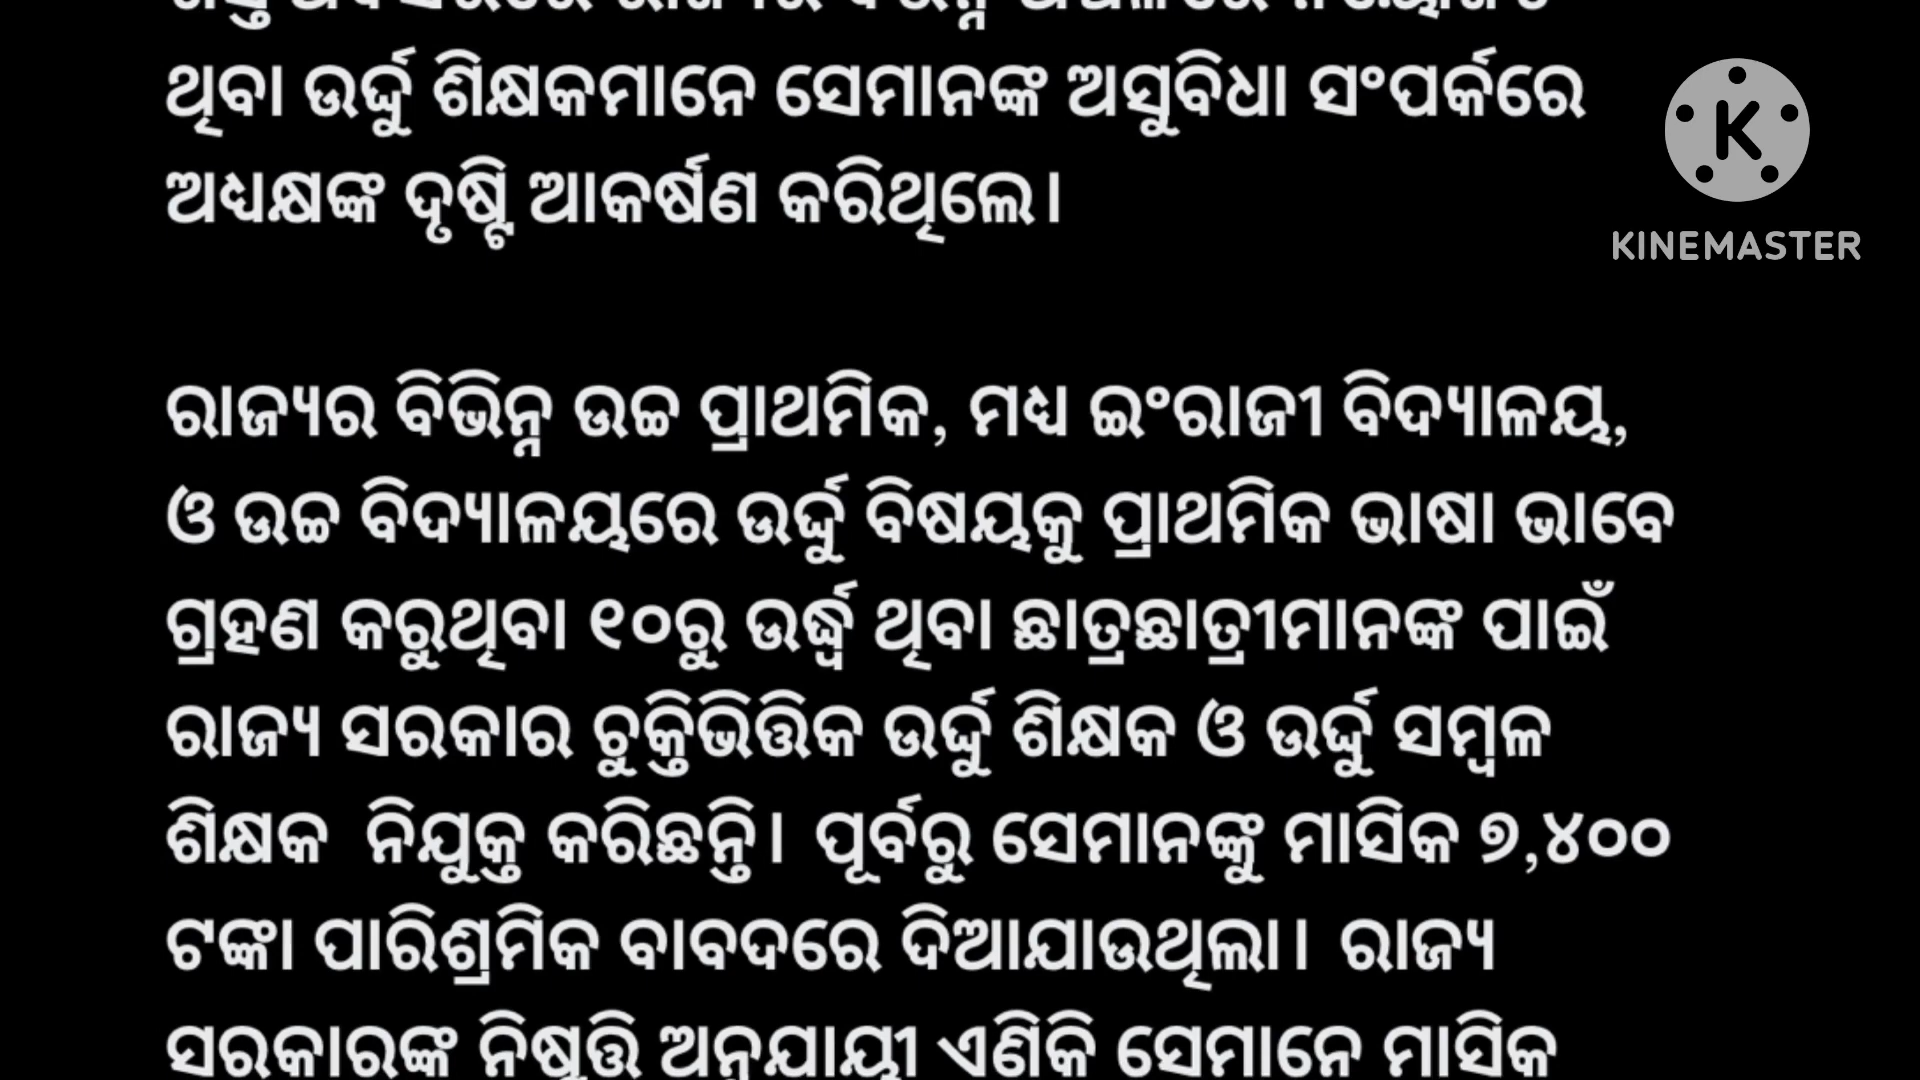 ଥିବା ଉର୍ଦ୍ଦୁ ଶିକ୍ଷକମାନେ ସେମାନଙ୍କ ଅସୁବିଧା ସଂପର୍କରେ
ଅଧ୍ୟକ୍ଷଙ୍କ ଦୃଷ୍ଟି ଆକର୍ଷଣ କରିଥିଲେ।
KINEMASTER
ରାଜ୍ୟର ବିଭିନ୍ନ ଉଚ୍ଚ ପ୍ରାଥମିକ, ମଧ୍ୟ ଇଂରାଜୀ ବିଦ୍ୟାଳୟ,
ଓ ଉଚ୍ଚ ବିଦ୍ୟାଳୟରେ ଉର୍ଦ୍ଦୁ ବିଷୟକୁ ପ୍ରାଥମିକ ଭାଷା ଭାବେ
ଗ୍ରହଣ କରୁଥିବା ୧୦ରୁ ଉର୍ଦ୍ଧ୍ୱ ଥିବା ଛାତ୍ରଛାତ୍ରୀମାନଙ୍କ ପାଇଁ
ରାଜ୍ୟ ସରକାର ଚୁକ୍ତିଭିତ୍ତିକ ଉର୍ଦ୍ଦୁ ଶିକ୍ଷକ ଓ ଉର୍ଦ୍ଦୁ ସମ୍ବଳ
ଶିକ୍ଷକ ନିଯୁକ୍ତ କରିଛନ୍ତି। ପୂର୍ବରୁ ସେମାନଙ୍କୁ ମାସିକ ୭,୪୦୦
ଟଙ୍କା ପାରିଶ୍ରମିକ ବାବଦରେ ଦିଆଯାଉଥିଲା। ରାଜ୍ୟ
ସରକାରଙ୍କ ନିଷ୍ପତ୍ତି ଅନୁଯାୟୀ ଏଣିକି ସେମାନେ ମାସିକ